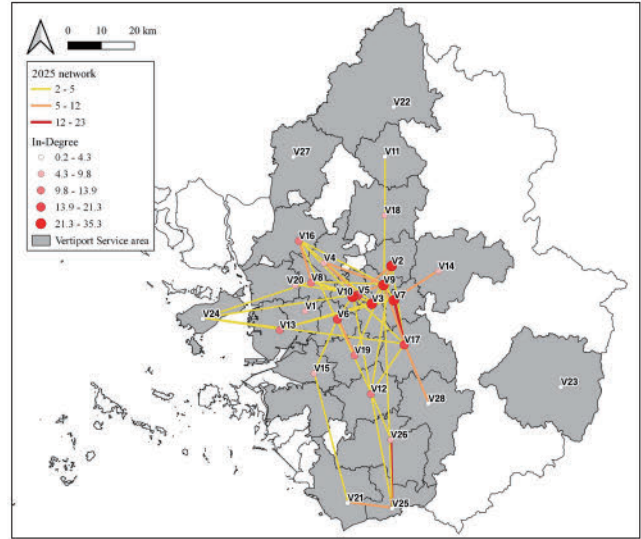 0 10 20 km
2025 network
2 - 5
5 - 12
12 - 23
In-Degree
0.2 - 4.3
4.3 - 9.8
9.8 - 13.9
13.9 - 21.3
21.3 - 35.3
Vertiport Service area
V22
V27
V11
V18
V16
V4
V2
V14
V20
V8
V9
V10
V5
V7
V24
V1
V3
V6
V13
V17
V19
V15
V23
V12
V28
V26
V21
V25